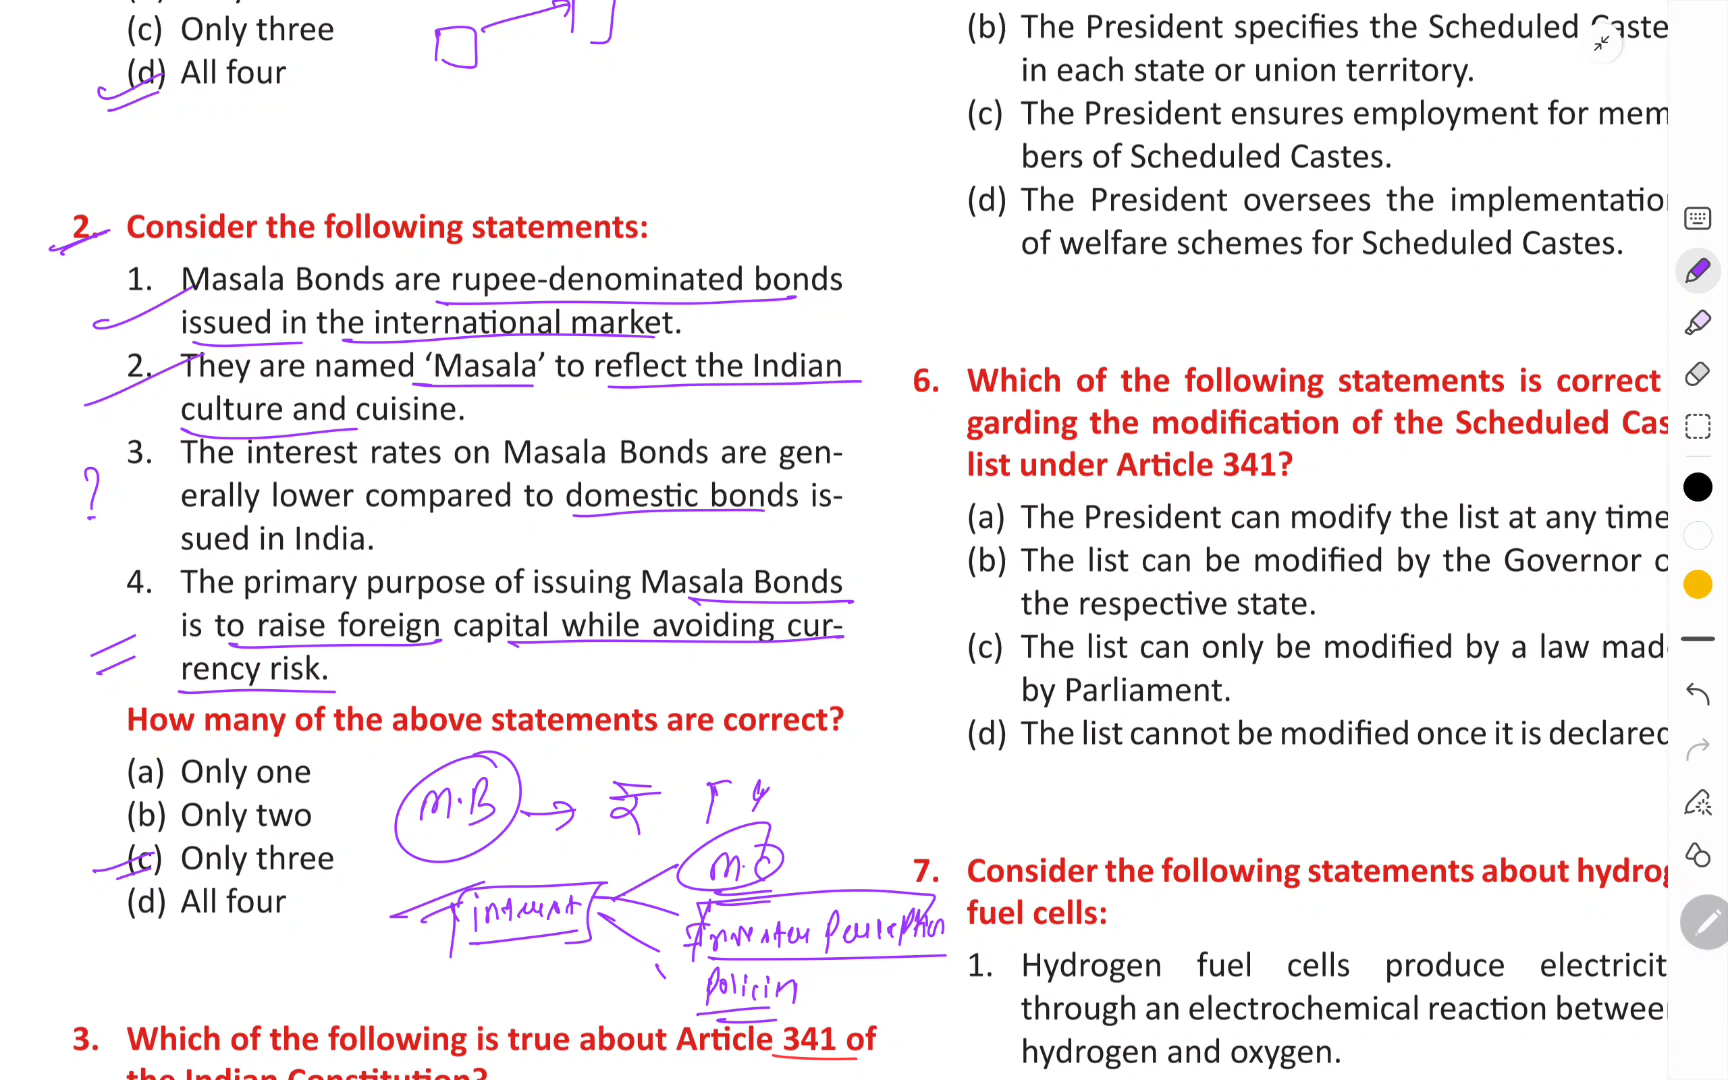 (c) Only three
(d) All four
2. Consider the following statements:
1. Masala Bonds are rupee-denominated bonds
issued in the international market.
2. They are named ‘Masala’ to reflect the Indian
culture and cuisine.
3. The interest rates on Masala Bonds are gen-
erally lower compared to domestic bonds is-
sued in India.
?
4. The primary purpose of issuing Masala Bonds
is to raise foreign capital while avoiding cur-
rency risk.
How many of the above statements are correct?
(a) Only one
(b) Only two
(c) Only three
(d) All four
M.B → ₹
interest
Investor Perception
3. Which of the following is true about Article 341 of
the Indian Constitution?
(b) The President specifies the Scheduled Caste
in each state or union territory.
(c) The President ensures employment for mem
bers of Scheduled Castes.
(d) The President oversees the implementatio
of welfare schemes for Scheduled Castes.
6. Which of the following statements is correct
garding the modification of the Scheduled Cas
list under Article 341?
(a) The President can modify the list at any time
(b) The list can be modified by the Governor o
the respective state.
(c) The list can only be modified by a law mad
by Parliament.
(d) The list cannot be modified once it is declared
7. Consider the following statements about hydrog
fuel cells:
1. Hydrogen fuel cells produce electricit
through an electrochemical reaction betwee
hydrogen and oxygen.